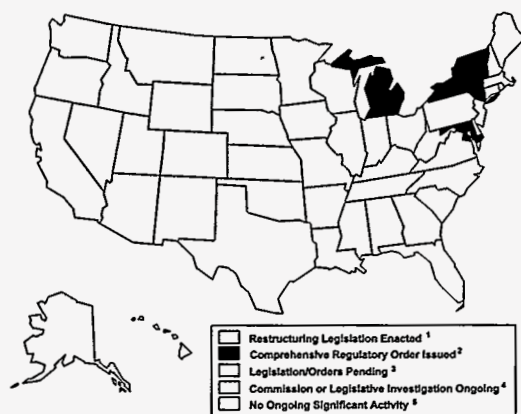 Restructuring Legislation Enacted 1
Comprehensive Regulatory Order Issued 2
Legislation/Orders Pending 3
Commission or Legislative Investigation Ongoing 4
No Ongoing Significant Activity 5